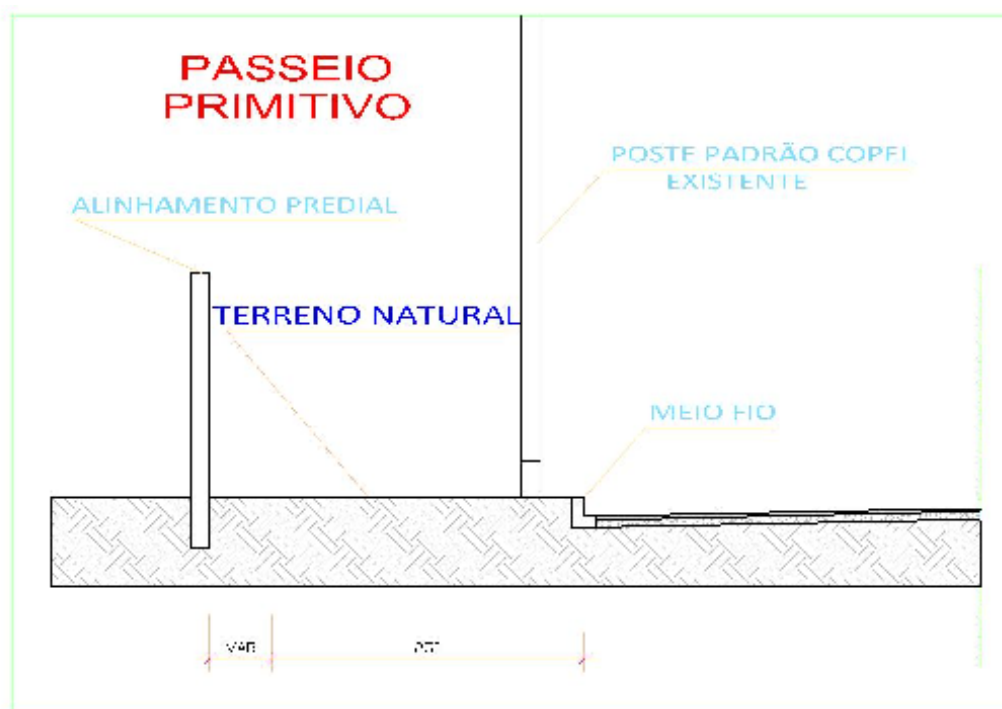 PASSEIO
PRIMITIVO
POSTE PADRÃO COPEL
EXISTENTE
ALINHAMENTO PREDIAL
TERRENO NATURAL
MEIO FIO
VAR